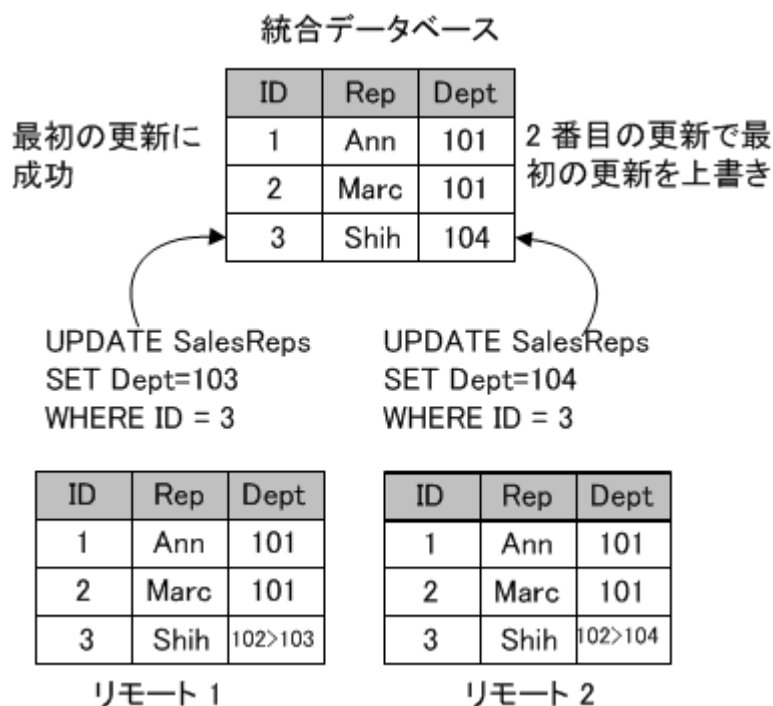 統合データベース
ID Rep Dept
1 Ann 101
2 Marc 101
3 Shih 104
最初の更新に
成功
2 番目の更新で最
初の更新を上書き
UPDATE SalesReps
SET Dept=103
WHERE ID = 3
UPDATE SalesReps
SET Dept=104
WHERE ID = 3
ID Rep Dept
1 Ann 101
2 Marc 101
3 Shih 102>103
リモート 1
ID Rep Dept
1 Ann 101
2 Marc 101
3 Shih 102>104
リモート 2